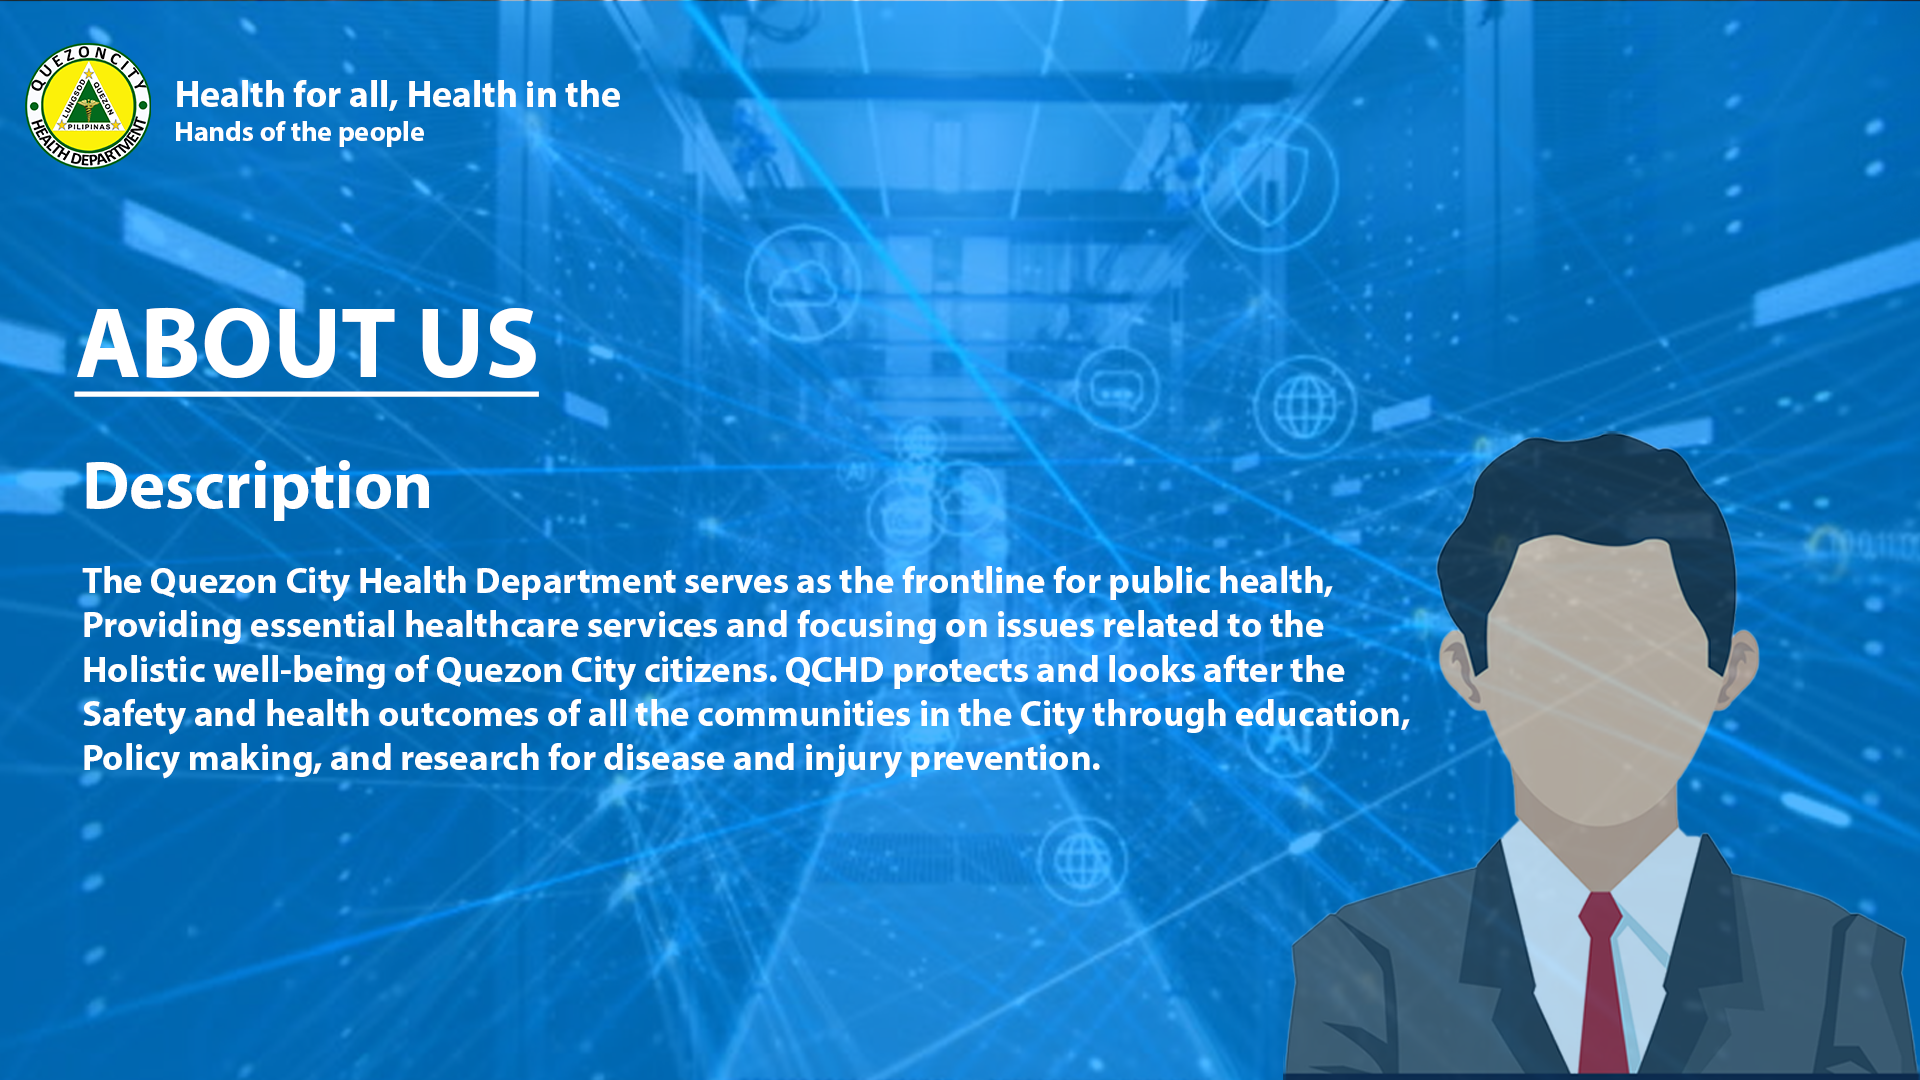 QUEZON CITY
LUNGSOD QUEZON
PILIPINAS
HEALTH DEPARTMENT
Health for all, Health in the
Hands of the people
ABOUT US
Description
The Quezon City Health Department serves as the frontline for public health,
Providing essential healthcare services and focusing on issues related to the
Holistic well-being of Quezon City citizens. QCHD protects and looks after the
Safety and health outcomes of all the communities in the City through education,
Policy making, and research for disease and injury prevention.
AI
AI